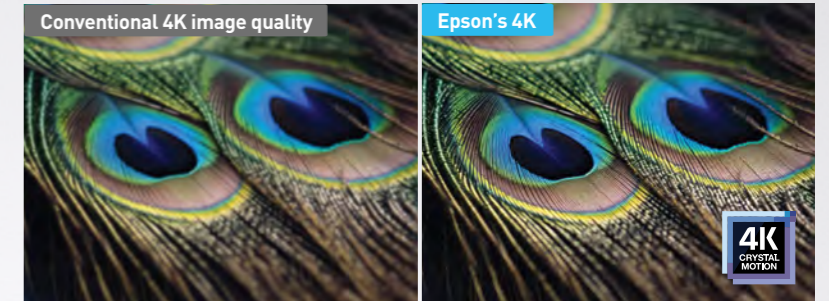 Conventional 4K image quality
Epson's 4K
4K
CRYSTAL
MOTION